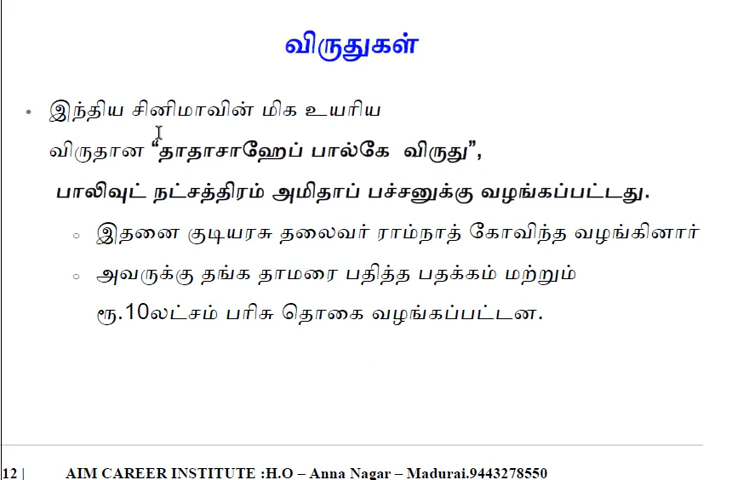 விருதுகள்
• இந்திய சினிமாவின் மிக உயரிய
விருதான “தாதாசாஹேப் பால்கே விருது”,
பாலிவுட் நட்சத்திரம் அமிதாப் பச்சனுக்கு வழங்கப்பட்டது.
○ இதனை குடியரசு தலைவர் ராம்நாத் கோவிந்த வழங்கினார்
○ அவருக்கு தங்க தாமரை பதித்த பதக்கம் மற்றும்
ரூ.10லட்சம் பரிசு தொகை வழங்கப்பட்டன.
12 | AIM CAREER INSTITUTE :H.O – Anna Nagar – Madurai.9443278550